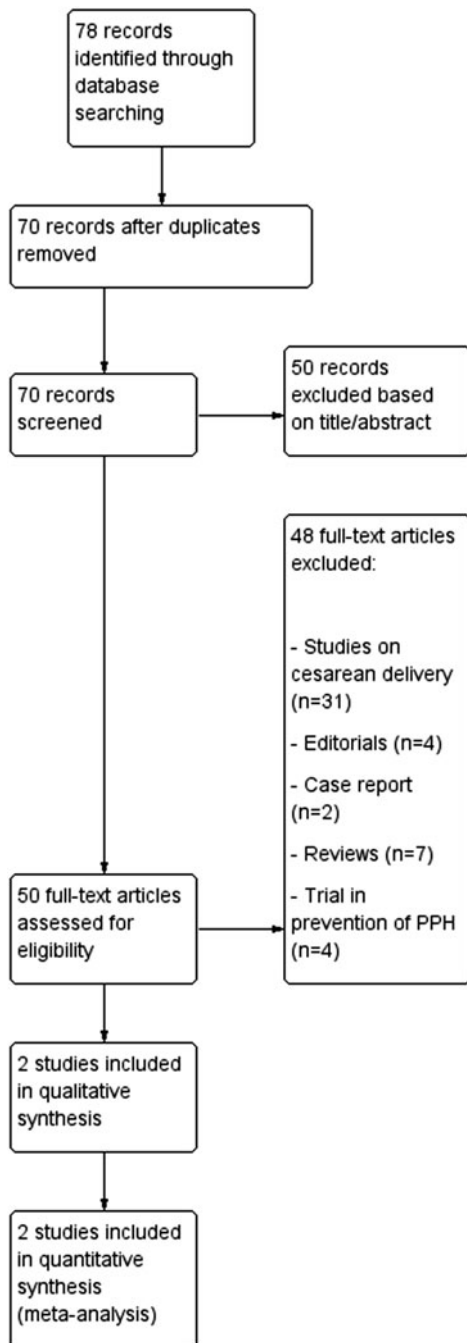 78 records
identified through
database
searching
70 records after duplicates
removed
70 records
screened
50 records
excluded based
on title/abstract
48 full-text articles
excluded:
- Studies on
cesarean delivery
(n=31)
- Editorials (n=4)
- Case report
(n=2)
- Reviews (n=7)
- Trial in
prevention of PPH
(n=4)
50 full-text articles
assessed for
eligibility
2 studies included
in qualitative
synthesis
2 studies included
in quantitative
synthesis
(meta-analysis)